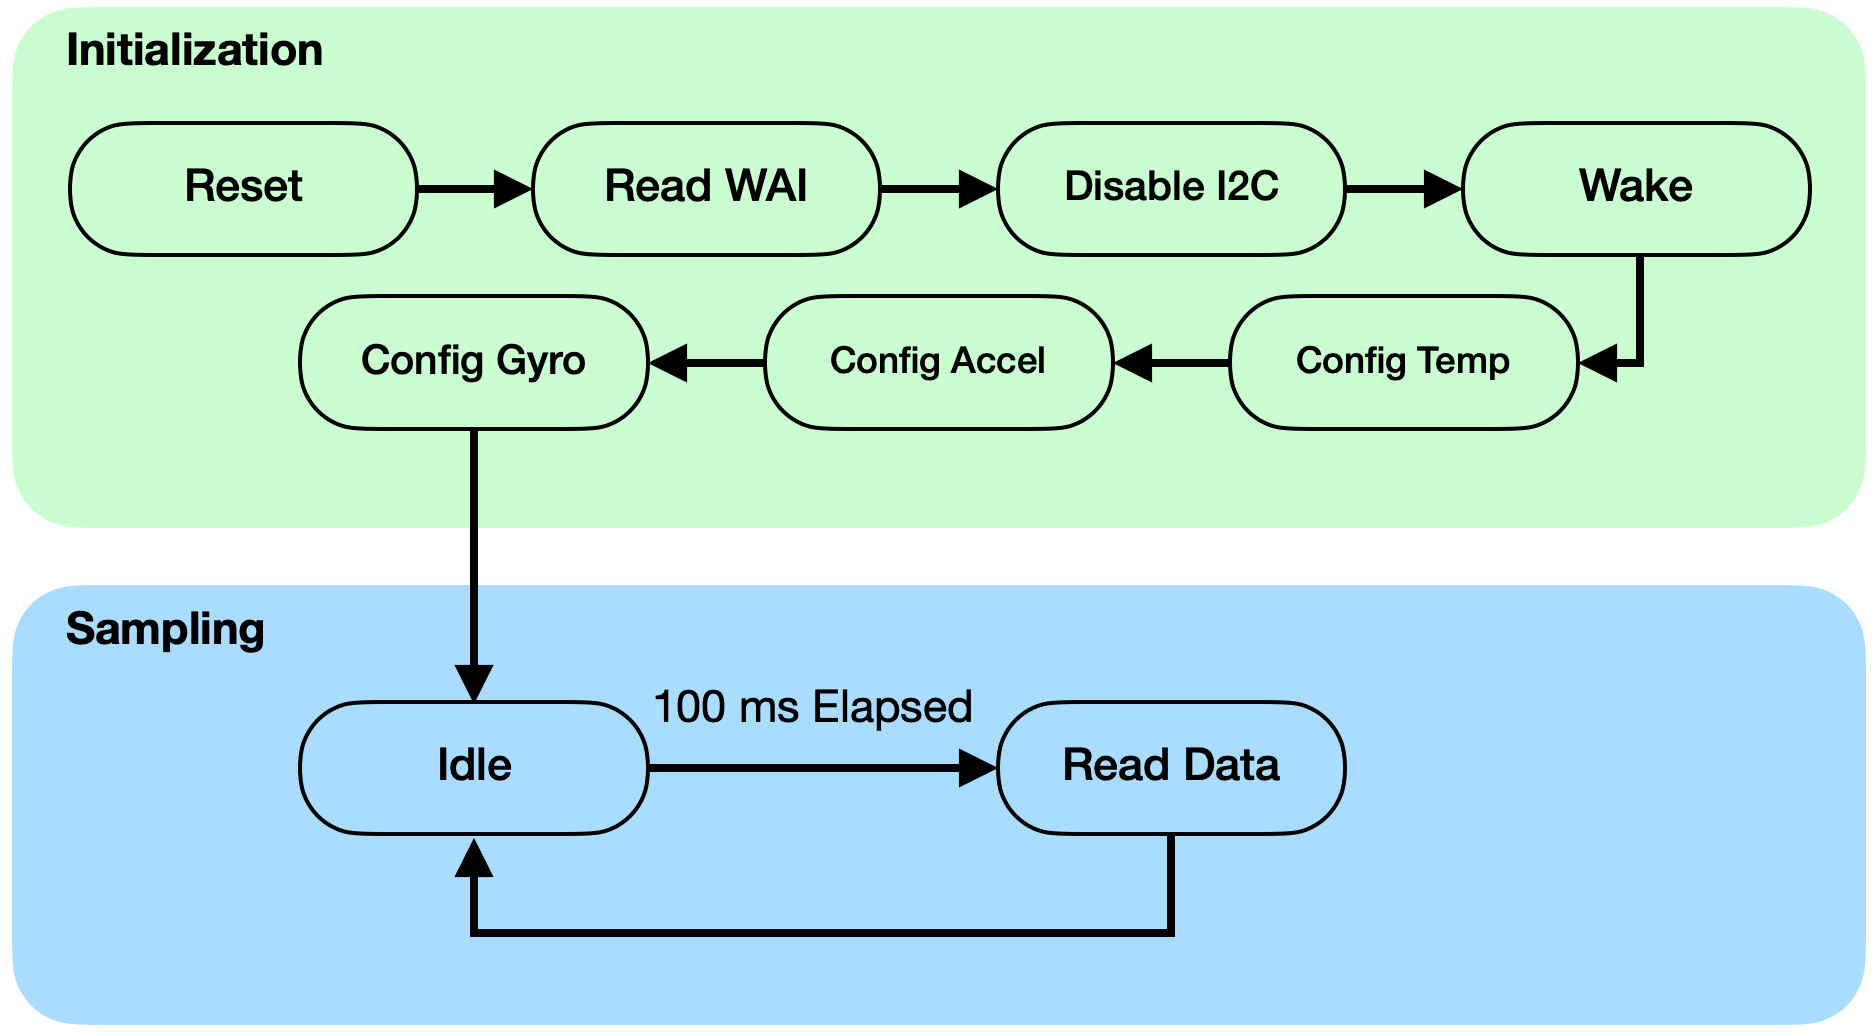 Initialization
Reset
Read WAI
Disable I2C
Wake
Config Gyro
Config Accel
Config Temp
Sampling
100 ms Elapsed
Idle
Read Data